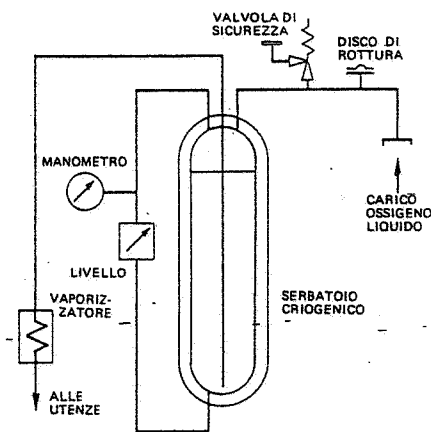 VALVOLA DI
SICUREZZA
DISCO DI
ROTTURA
MANOMETRO
CARICO
OSSIGENO
LIQUIDO
LIVELLO
SERBATOIO
CRIOGENICO
VAPORIZ-
ZATORE
ALLE
UTENZE